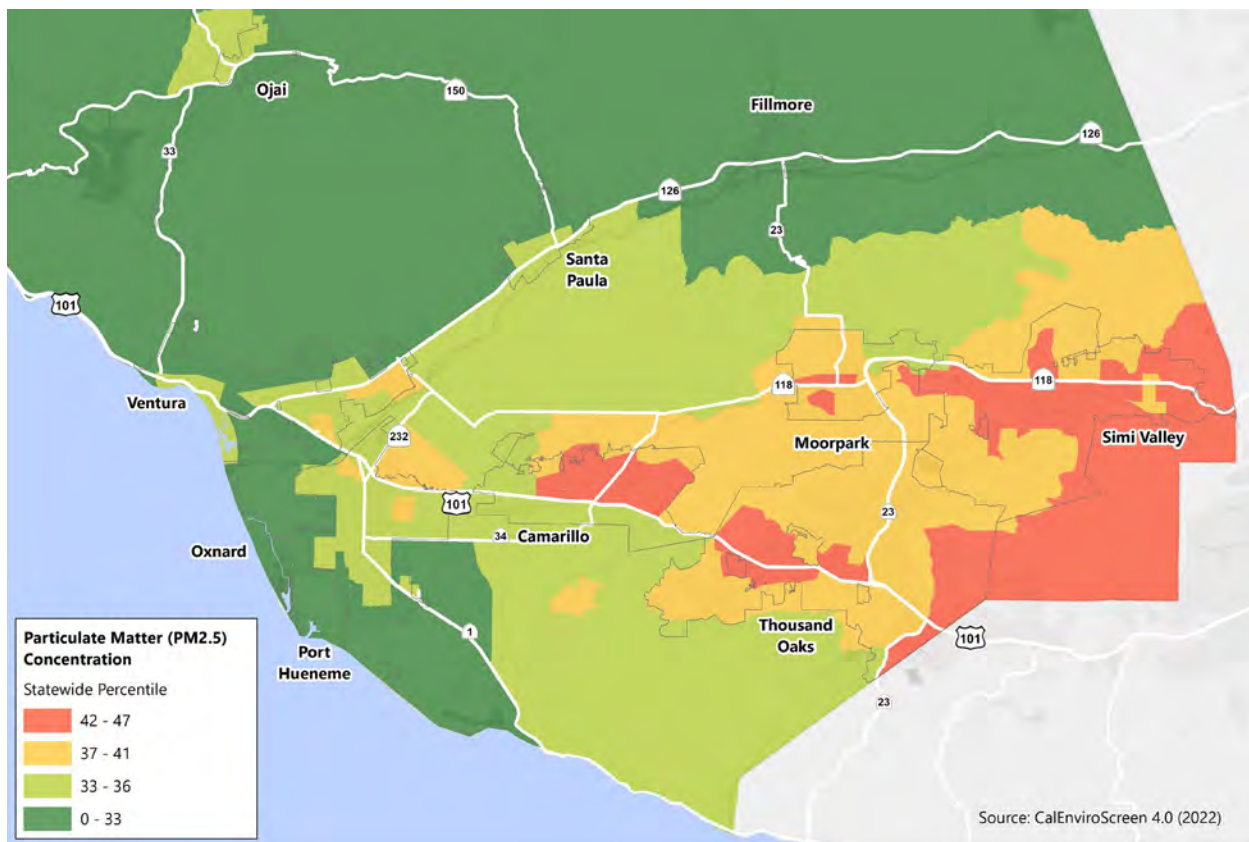 Ojai
150
Fillmore
126
33
126
23
Santa
Paula
101
118
118
Ventura
232
Moorpark
Simi Valley
101
23
34
Camarillo
Oxnard
Thousand
Oaks
1
101
Port
Hueneme
23
Particulate Matter (PM2.5)
Concentration
Statewide Percentile
42 - 47
37 - 41
33 - 36
0 - 33
Source: CalEnviroScreen 4.0 (2022)